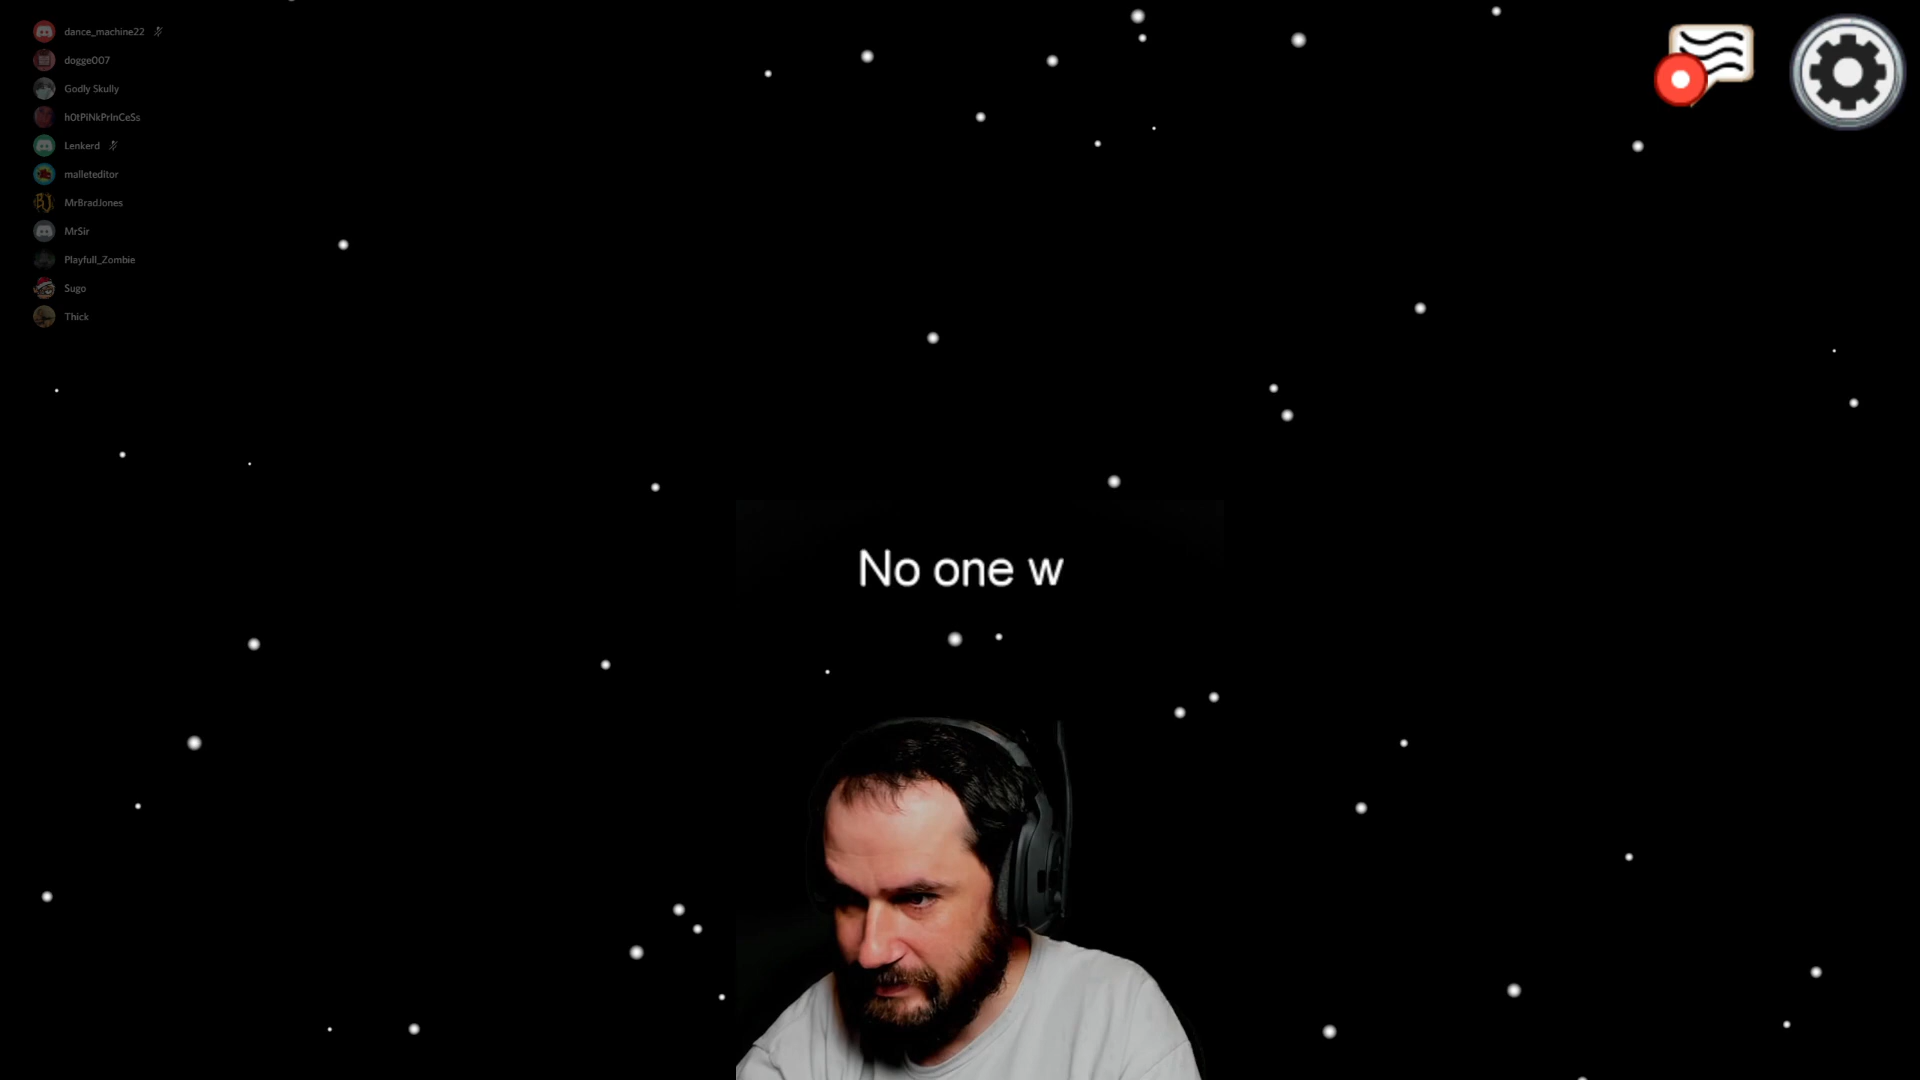 dance_machine22
dogge007
Godly Skully
h0tPiNkPrInCeSs
Lenkerd
malleteditor
MrBradJones
MrSir
Playfull_Zombie
Sugo
Thick
No one w